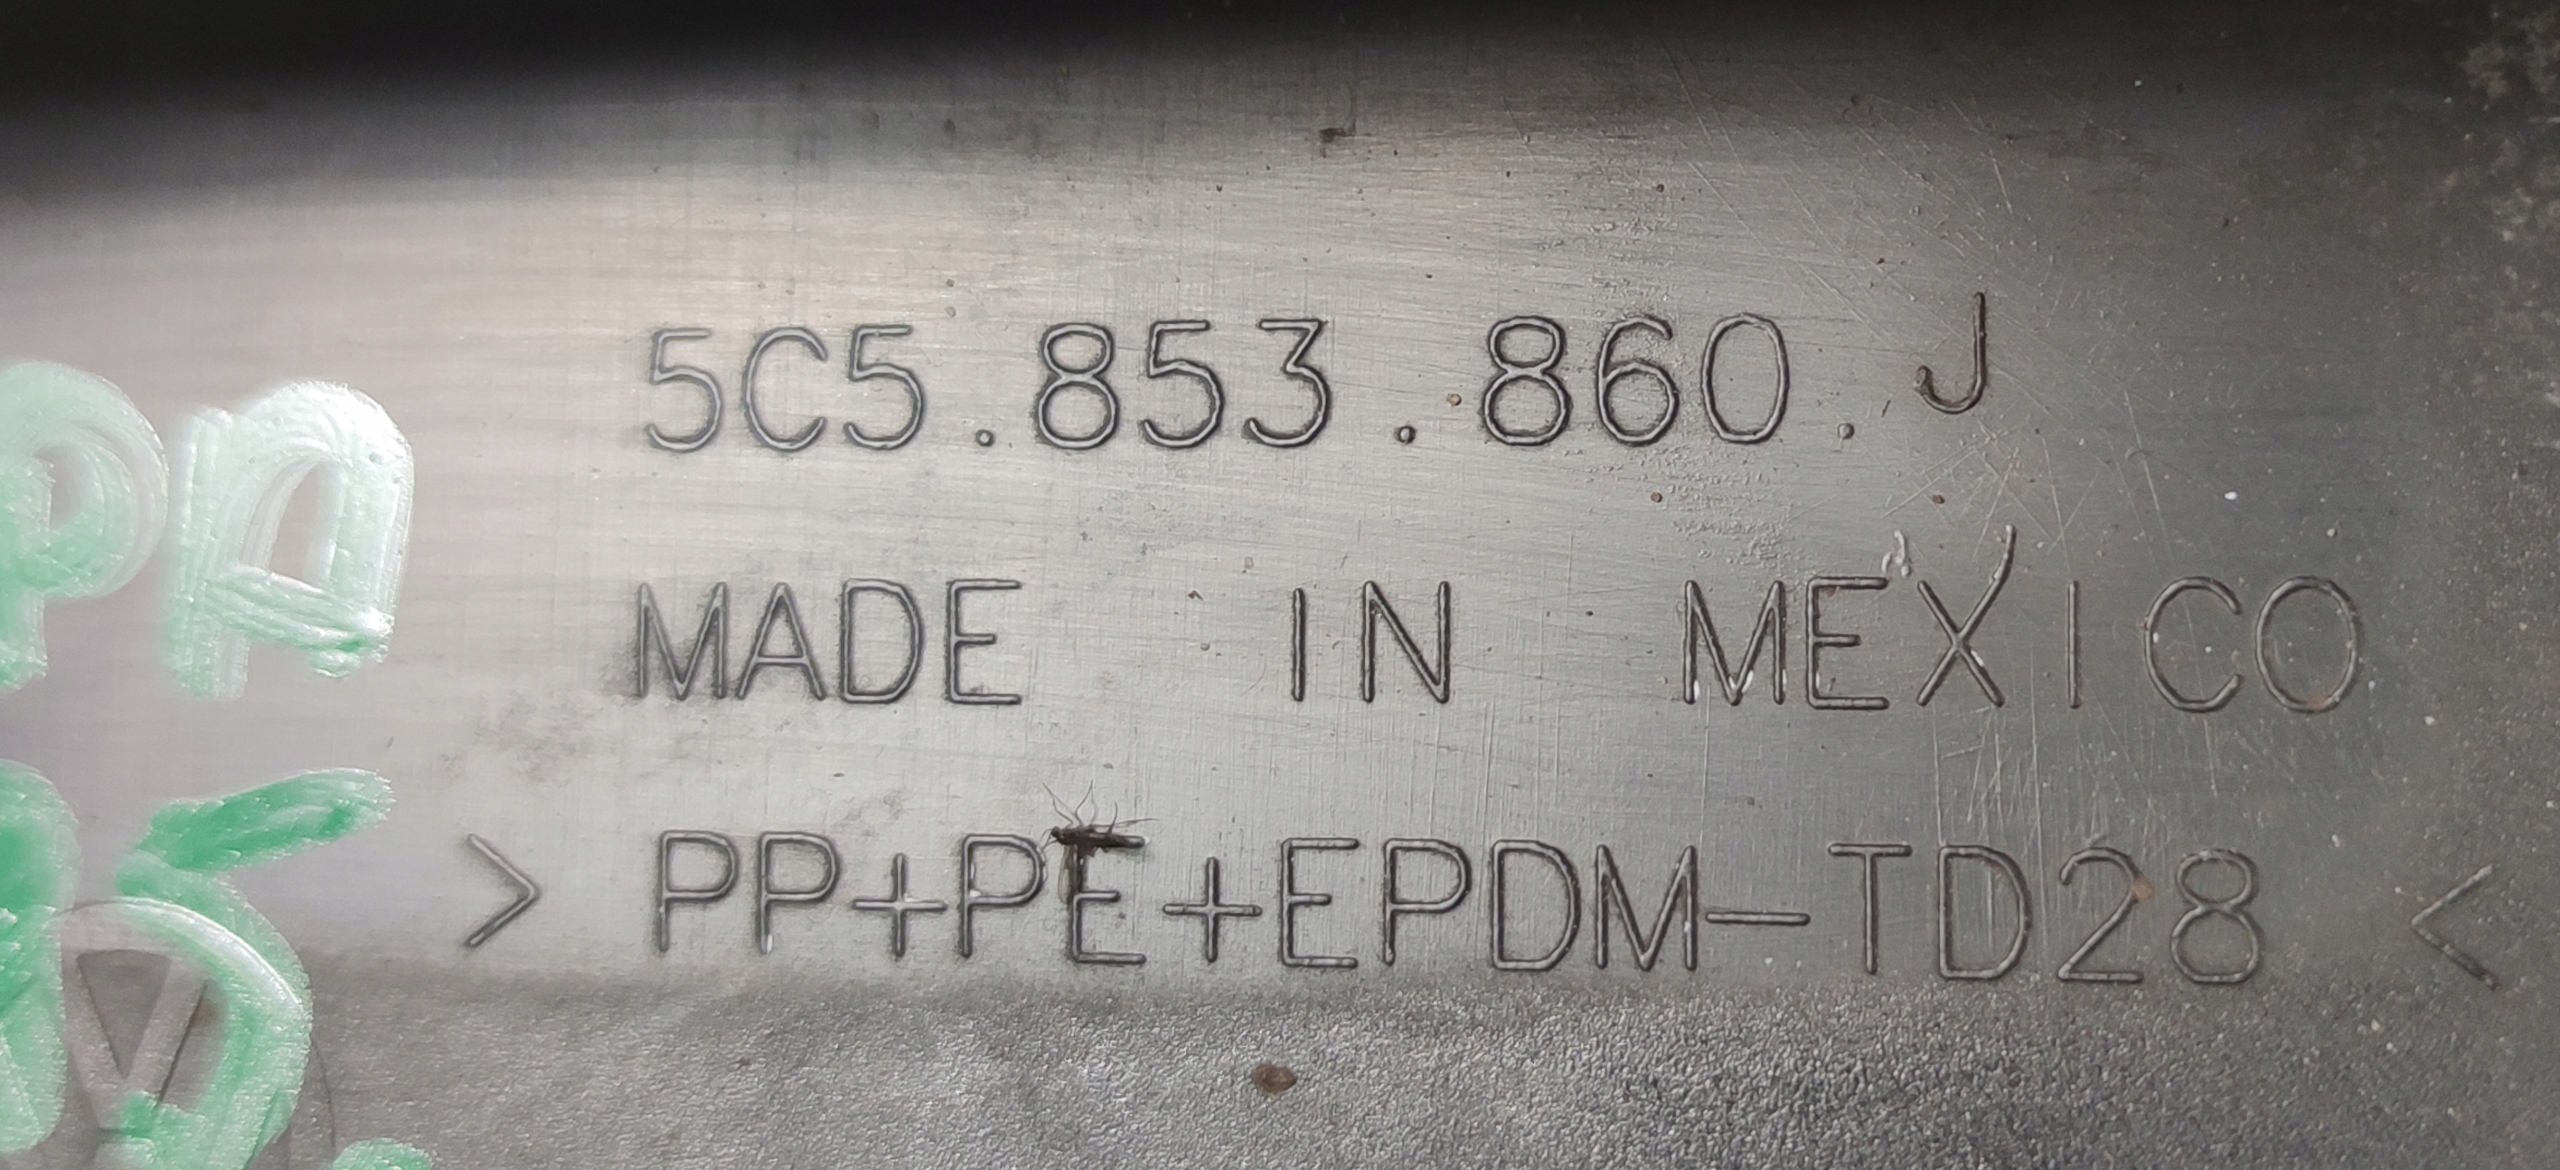 5C5.853.860.J
MADE IN MEXICO
> PP+PE+EPDM-TD28 <